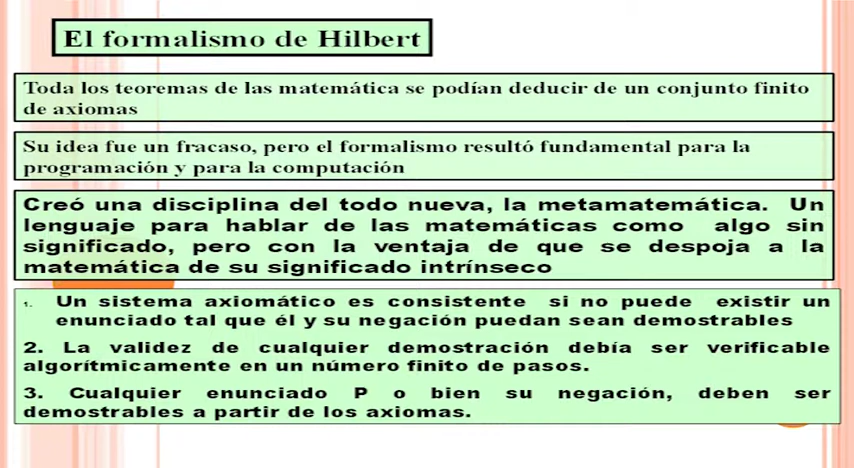 El formalismo de Hilbert
Toda los teoremas de las matemática se podían deducir de un conjunto finito
de axiomas
Su idea fue un fracaso, pero el formalismo resultó fundamental para la
programación y para la computación
Creó una disciplina del todo nueva, la metamatemática. Un
lenguaje para hablar de las matemáticas como algo sin
significado, pero con la ventaja de que se despoja a la
matemática de su significado intrínseco
1. Un sistema axiomático es consistente si no puede existir un
enunciado tal que él y su negación puedan sean demostrables
2. La validez de cualquier demostración debía ser verificable
algorítmicamente en un número finito de pasos.
3. Cualquier enunciado P o bien su negación, deben ser
demostrables a partir de los axiomas.